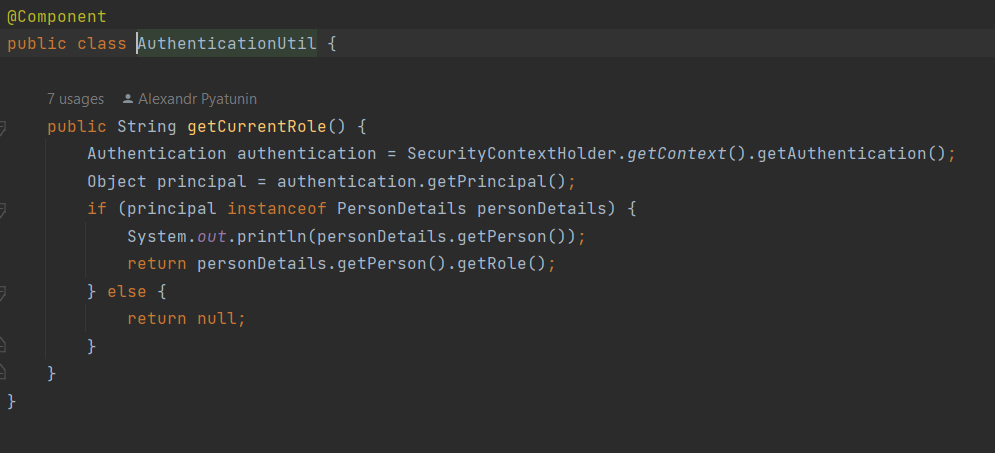 @Component
public class AuthenticationUtil {
7 usages Alexandr Pyatunin
public String getCurrentRole() {
Authentication authentication = SecurityContextHolder.getContext().getAuthentication();
Object principal = authentication.getPrincipal();
if (principal instanceof PersonDetails personDetails) {
System.out.println(personDetails.getPerson());
return personDetails.getPerson().getRole();
} else {
return null;
}
}
}